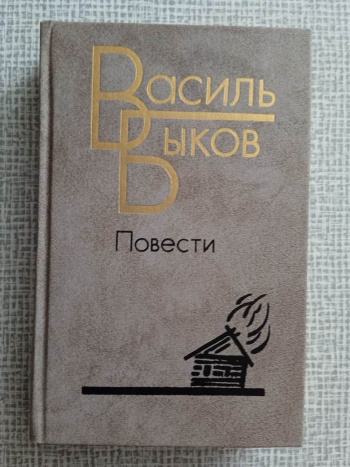 Василь
Быков
Повести